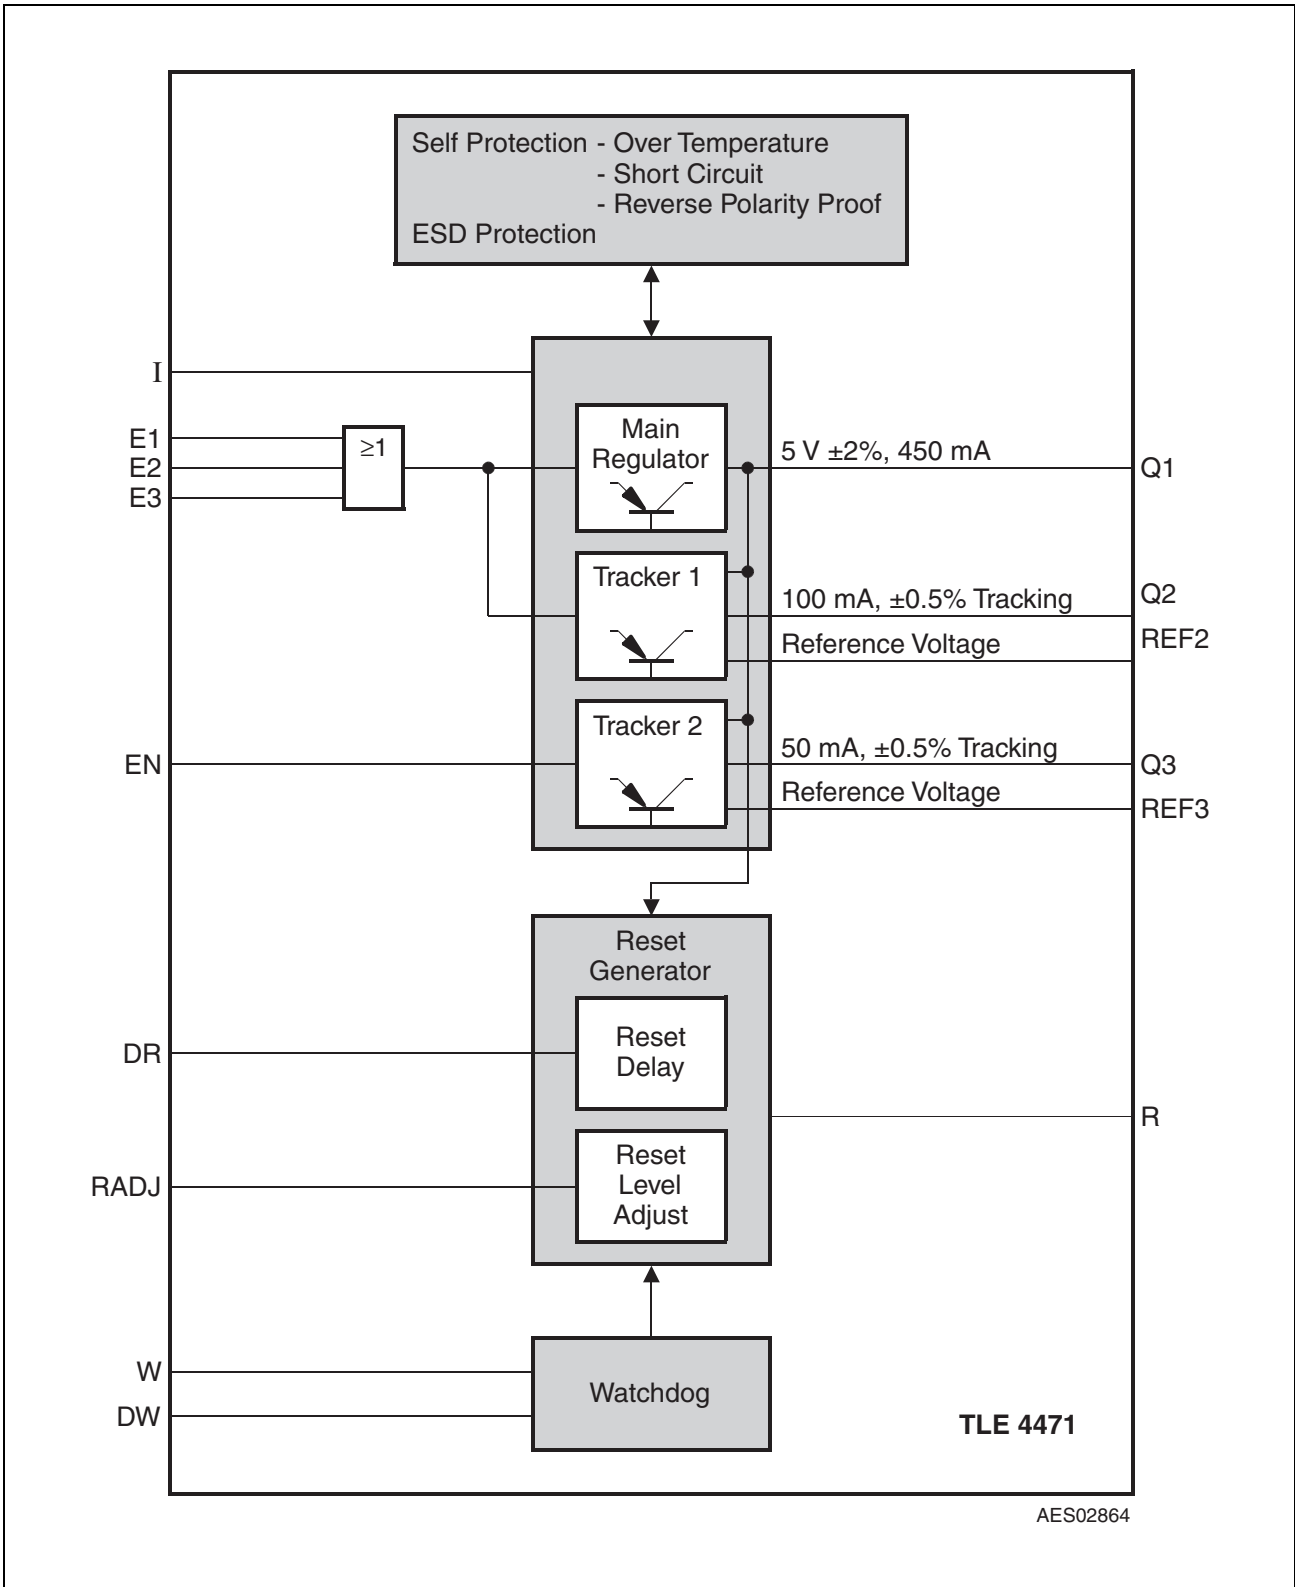 Self Protection - Over Temperature
- Short Circuit
- Reverse Polarity Proof
ESD Protection
I
E1
E2
E3
≥1
Main
Regulator
5 V ±2%, 450 mA
Q1
Tracker 1
100 mA, ±0.5% Tracking
Q2
Reference Voltage
REF2
Tracker 2
EN
50 mA, ±0.5% Tracking
Q3
Reference Voltage
REF3
Reset
Generator
DR
Reset
Delay
R
RADJ
Reset
Level
Adjust
W
DW
Watchdog
TLE 4471
AES02864